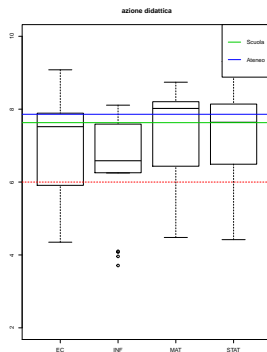 azione didattica
10
Scuola
Ateneo
8
6
4
2
EC
INF
MAT
STAT